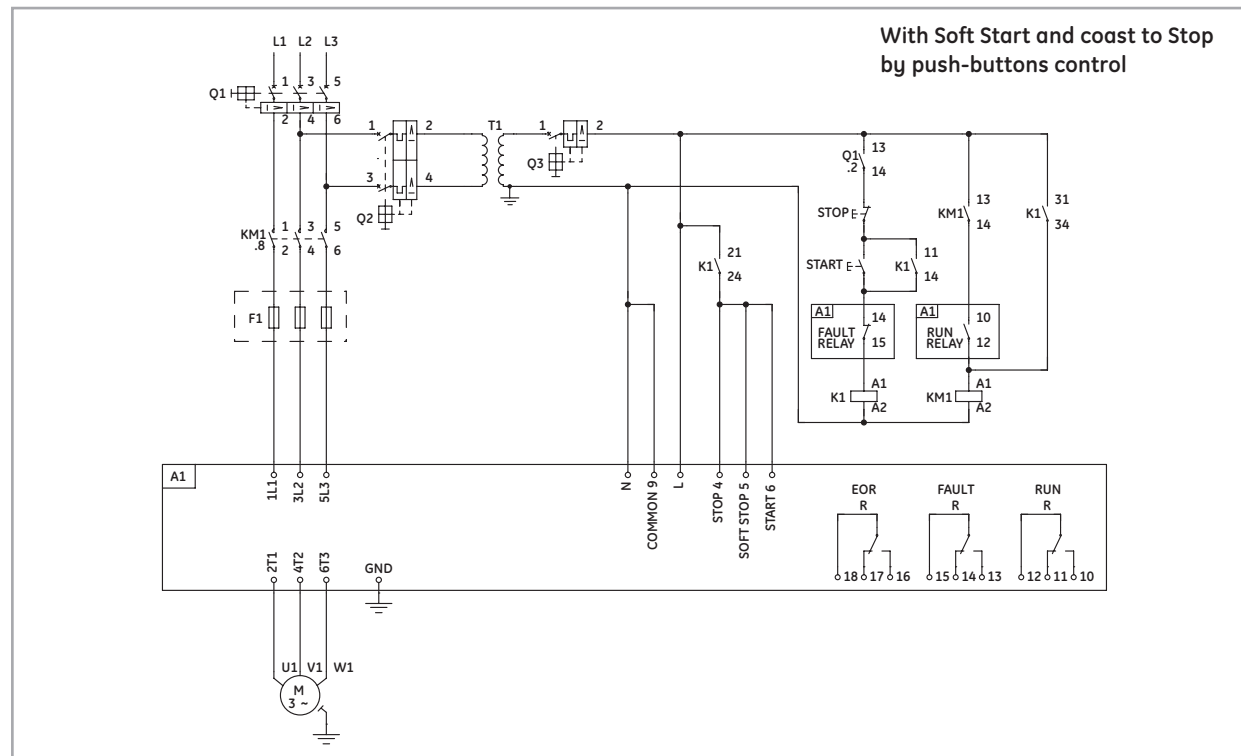 With Soft Start and coast to Stop
by push-buttons control
L1 L2 L3
Q1
1 3 5
2 4 6
1 2
3 4
Q2
T1
1 2
Q3
KM1
.8
1 3 5
2 4 6
F1
Q1
.2
13
14
STOP
START
K1
11
14
K1
21
24
KM1
13
14
K1
31
34
A1
FAULT
RELAY
14
15
A1
RUN
RELAY
10
12
K1
A1
A2
KM1
A1
A2
A1
1L1
3L2
5L3
N
COMMON 9
L
STOP 4
SOFT STOP 5
START 6
EOR
R
18 17 16
FAULT
R
15 14 13
RUN
R
12 11 10
2T1
4T2
6T3
GND
U1 V1 W1
M
3 ~